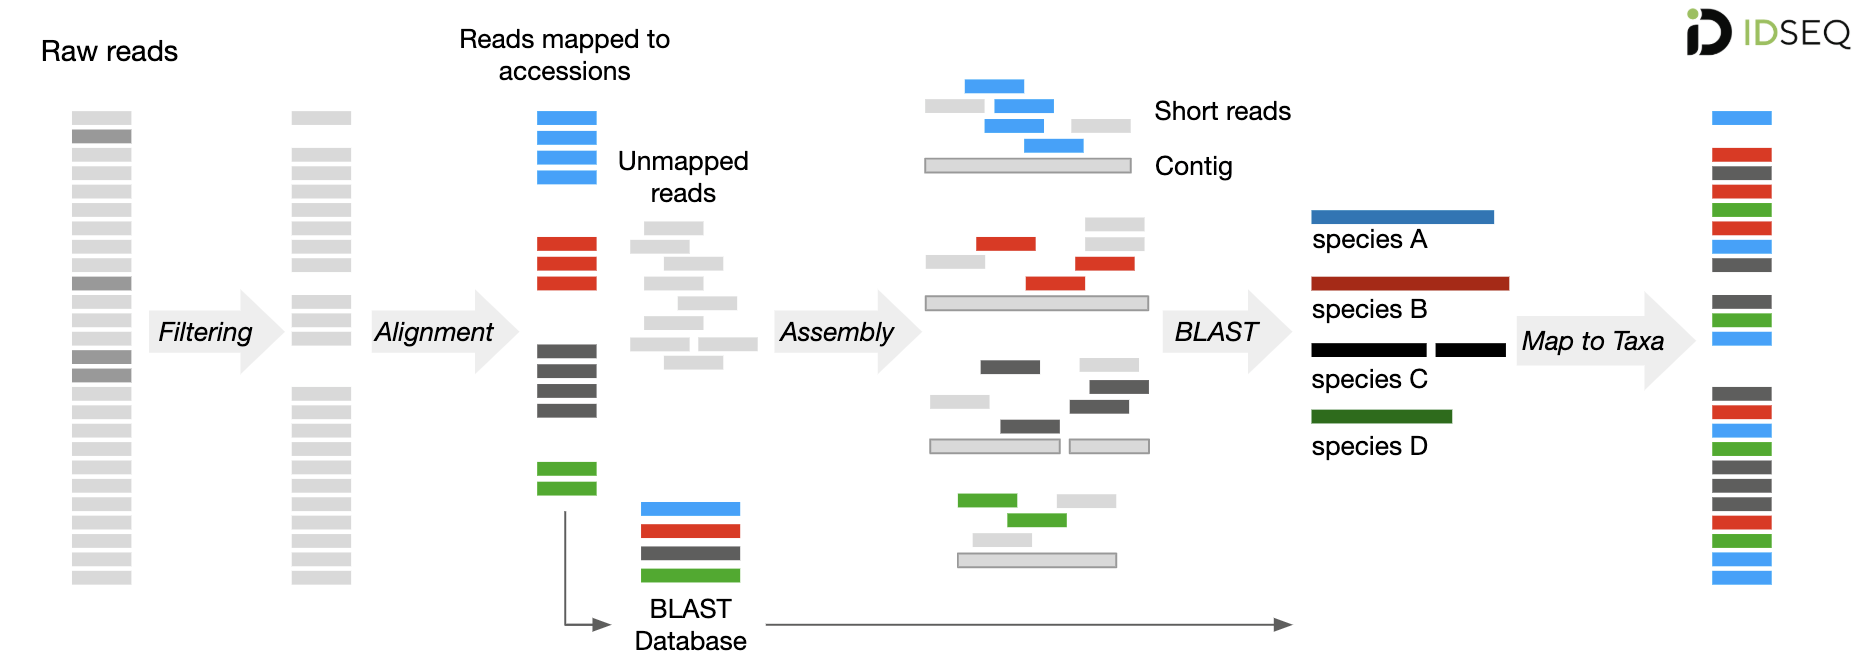 Raw reads
Reads mapped to
accessions
Unmapped
reads
Short reads
Contig
IDSEQ
Filtering
Alignment
Assembly
BLAST
species A
species B
species C
species D
Map to Taxa
BLAST
Database